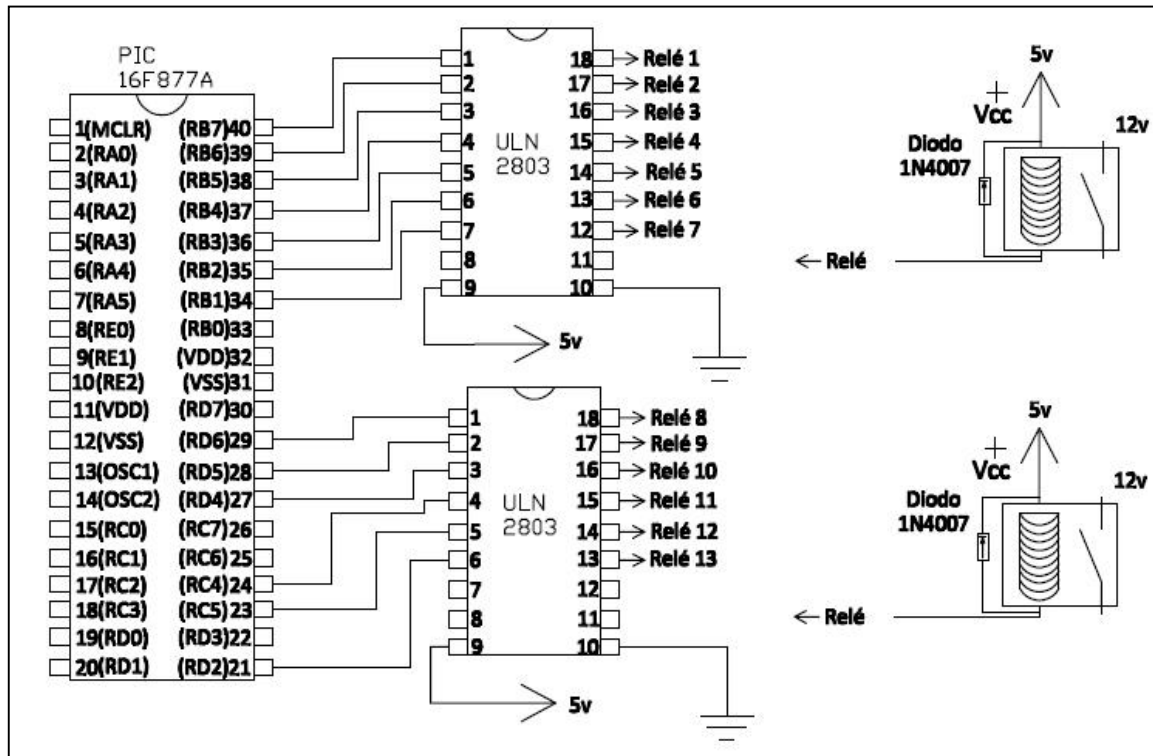 PIC
16F877A
1(MCLR) (RB7)40
2(RA0) (RB6)39
3(RA1) (RB5)38
4(RA2) (RB4)37
5(RA3) (RB3)36
6(RA4) (RB2)35
7(RA5) (RB1)34
8(RE0) (RB0)33
9(RE1) (VDD)32
10(RE2) (VSS)31
11(VDD) (RD7)30
12(VSS) (RD6)29
13(OSC1) (RD5)28
14(OSC2) (RD4)27
15(RC0) (RC7)26
16(RC1) (RC6)25
17(RC2) (RC4)24
18(RC3) (RC5)23
19(RD0) (RD3)22
20(RD1) (RD2)21
ULN
2803
1 18 Relé 1
2 17 Relé 2
3 16 Relé 3
4 15 Relé 4
5 14 Relé 5
6 13 Relé 6
7 12 Relé 7
8 11
9 10
5v
ULN
2803
1 18 Relé 8
2 17 Relé 9
3 16 Relé 10
4 15 Relé 11
5 14 Relé 12
6 13 Relé 13
7 12
8 11
9 10
5v
5v
+
Vcc
12v
Diodo
1N4007
Relé
5v
+
Vcc
12v
Diodo
1N4007
Relé